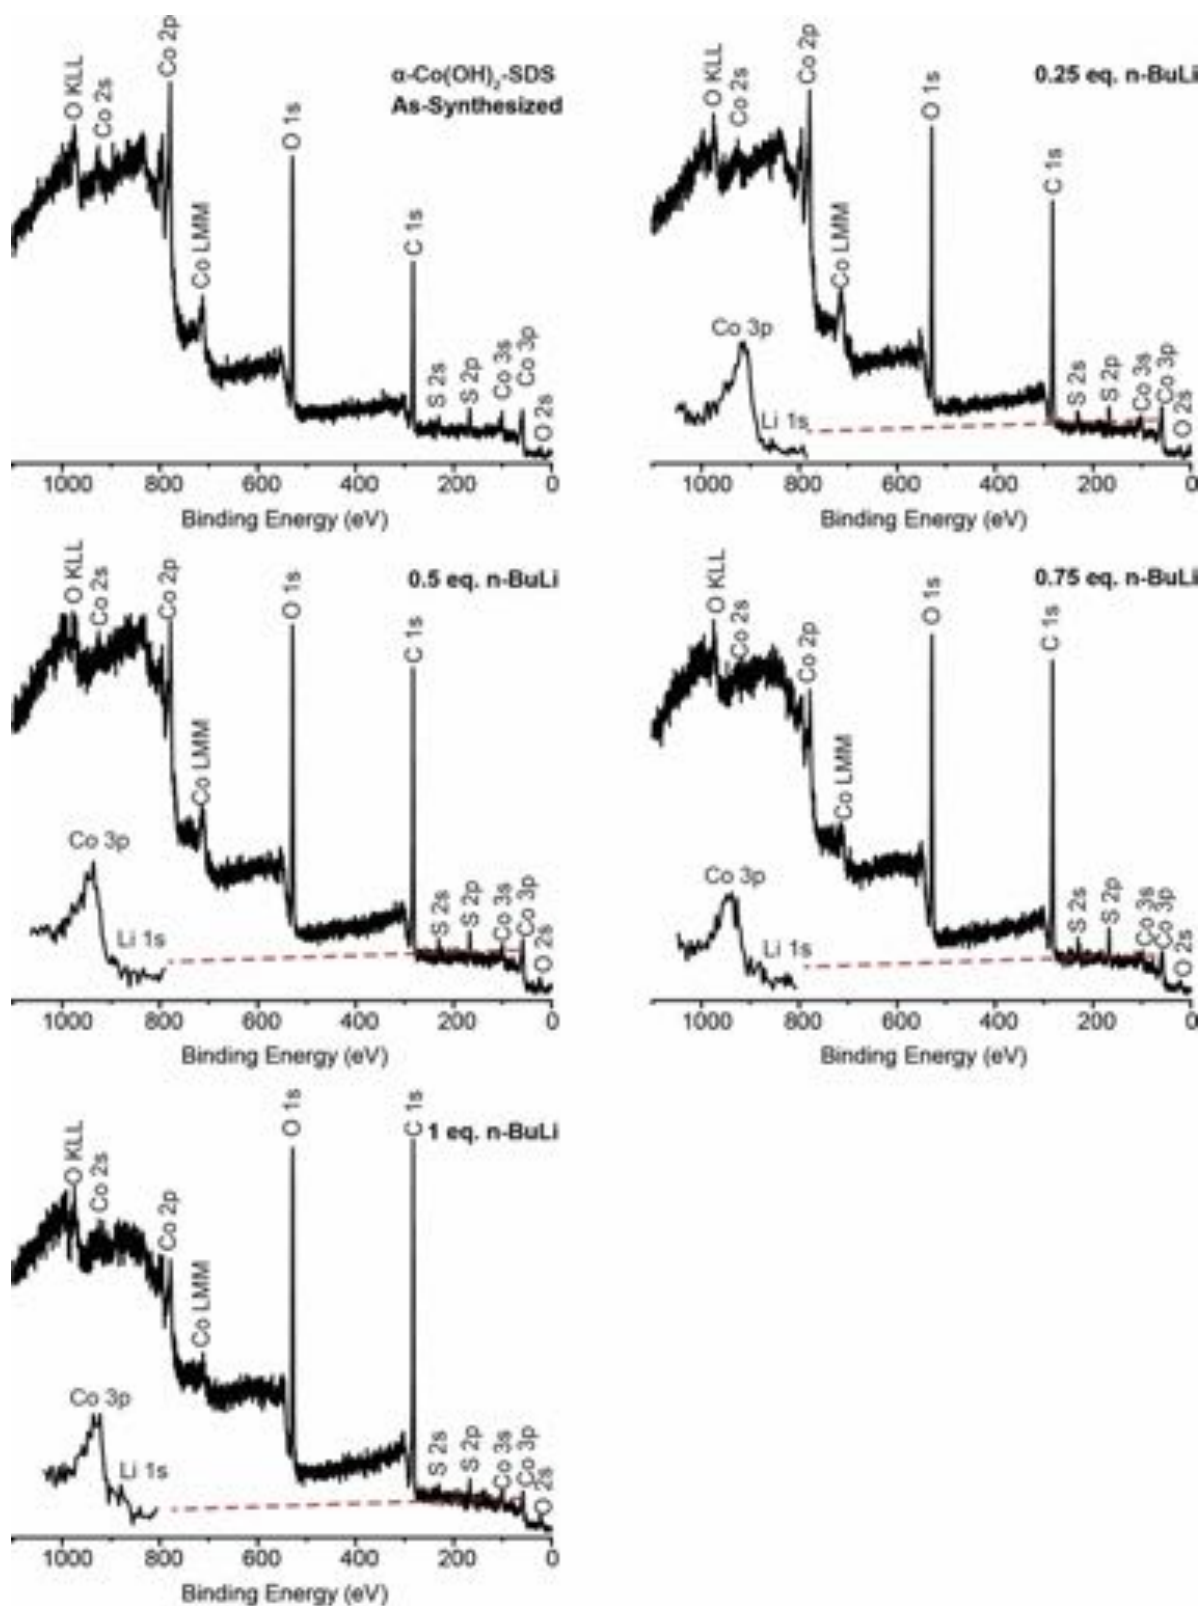 α-Co(OH)₂-SDS
As-Synthesized
O KLL
Co 2s
Co 2p
Co LMM
O 1s
C 1s
S 2s
S 2p
Co 3s
Co 3p
O 2s
1000 800 600 400 200 0
Binding Energy (eV)
0.25 eq. n-BuLi
O KLL
Co 2s
Co 2p
Co LMM
O 1s
C 1s
S 2s
S 2p
Co 3s
Co 3p
O 2s
Co 3p
Li 1s
1000 800 600 400 200 0
Binding Energy (eV)
0.5 eq. n-BuLi
O KLL
Co 2s
Co 2p
Co LMM
O 1s
C 1s
S 2s
S 2p
Co 3s
Co 3p
O 2s
Co 3p
Li 1s
1000 800 600 400 200 0
Binding Energy (eV)
0.75 eq. n-BuLi
O KLL
Co 2s
Co 2p
Co LMM
O 1s
C 1s
S 2s
S 2p
Co 3s
Co 3p
O 2s
Co 3p
Li 1s
1000 800 600 400 200 0
Binding Energy (eV)
1 eq. n-BuLi
O KLL
Co 2s
Co 2p
Co LMM
O 1s
C 1s
S 2s
S 2p
Co 3s
Co 3p
O 2s
Co 3p
Li 1s
1000 800 600 400 200 0
Binding Energy (eV)